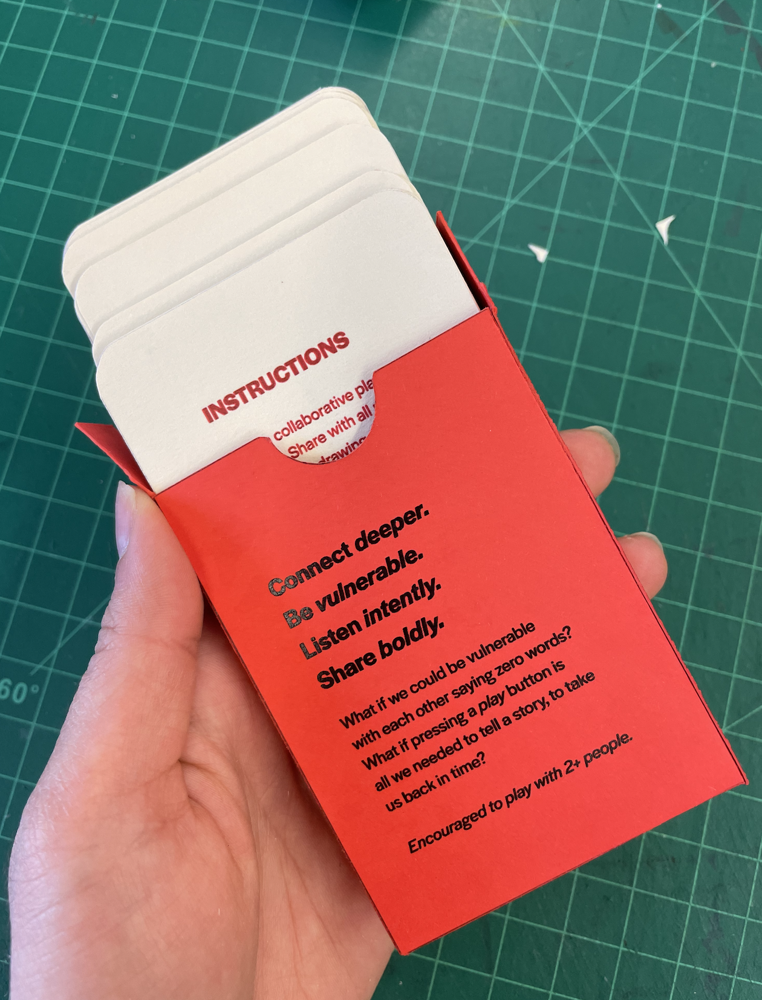 INSTRUCTIONS
collaborative
Share with all
Connect deeper.
Be vulnerable.
Listen intently.
Share boldly.
What if we could be vulnerable
with each other saying zero words?
What if pressing a play button is
all we needed to tell a story, to take
us back in time?
Encouraged to play with 2+ people.
60°